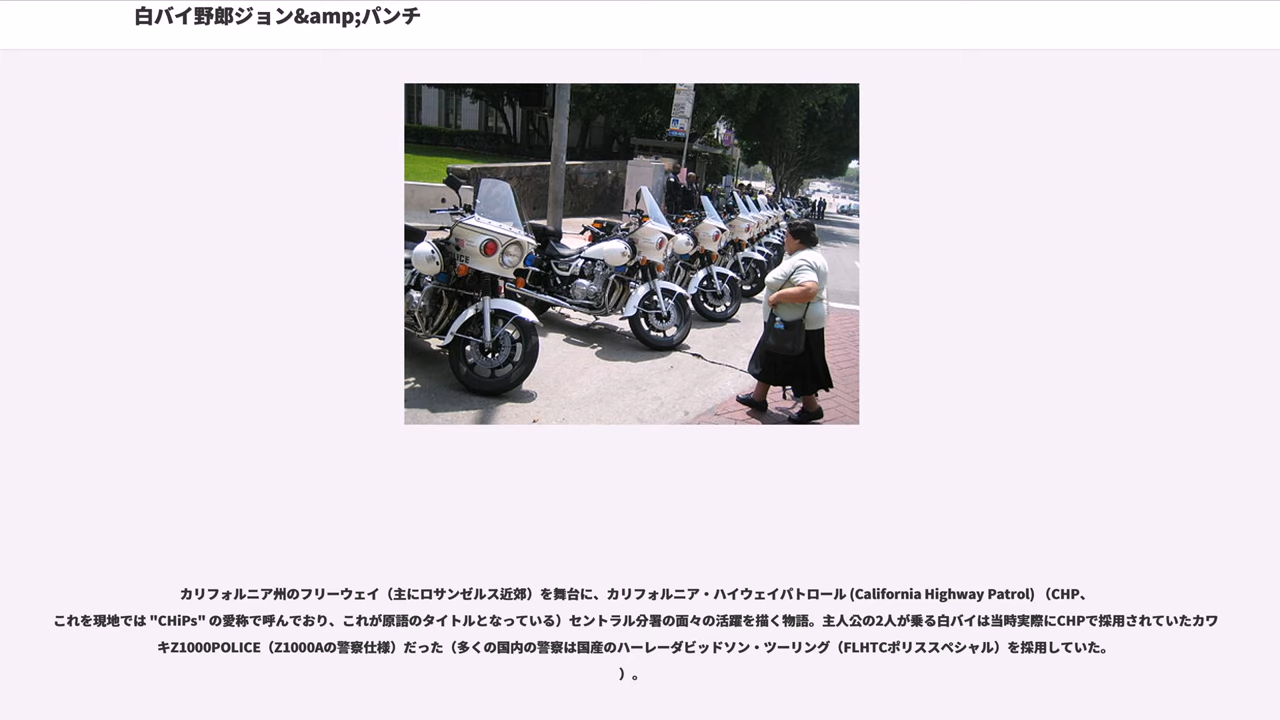 白バイ野郎ジョン&amp;パンチ
カリフォルニア州のフリーウェイ（主にロサンゼルス近郊）を舞台に、カリフォルニア・ハイウェイパトロール (California Highway Patrol) （CHP、
これを現地では "CHiPs" の愛称で呼んでおり、これが原語のタイトルとなっている）セントラル分署の面々の活躍を描く物語。主人公の2人が乗る白バイは当時実際にCHPで採用されていたカワ
キZ1000POLICE（Z1000Aの警察仕様）だった（多くの国内の警察は国産のハーレーダビッドソン・ツーリング（FLHTCポリススペシャル）を採用していた。
）。